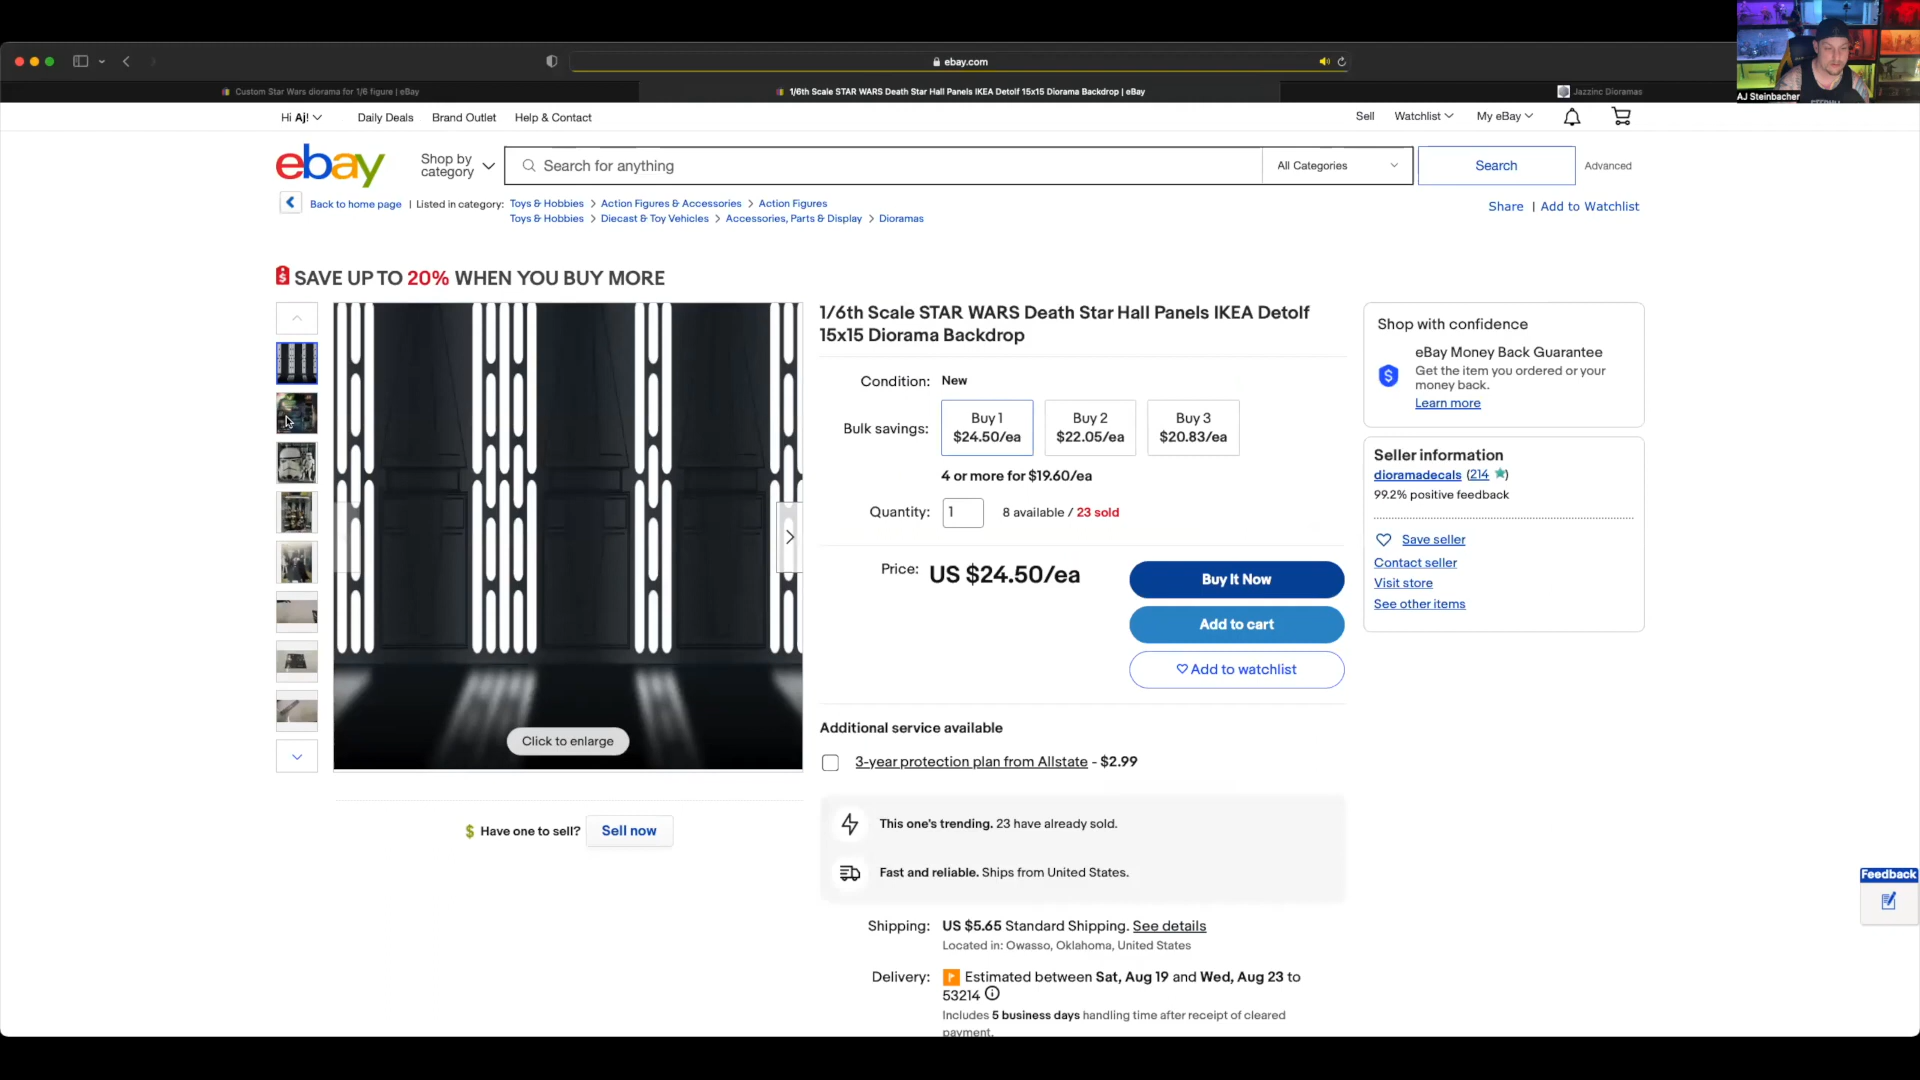 ebay.com
Custom Star Wars diorama for 1/6 figure | eBay
1/6th Scale STAR WARS Death Star Hall Panels IKEA Detolf 15x15 Diorama Backdrop | eBay
Jazzinc Dioramas
AJ Steinbacher
Hi Aj!
Daily Deals
Brand Outlet
Help & Contact
Sell
Watchlist
My eBay
ebay
Shop by category
Search for anything
All Categories
Search
Advanced
Back to home page | Listed in category:
Toys & Hobbies > Action Figures & Accessories > Action Figures
Toys & Hobbies > Diecast & Toy Vehicles > Accessories, Parts & Display > Dioramas
Share | Add to Watchlist
SAVE UP TO 20% WHEN YOU BUY MORE
Click to enlarge
Have one to sell? Sell now
1/6th Scale STAR WARS Death Star Hall Panels IKEA Detolf
15x15 Diorama Backdrop
Condition: New
Bulk savings:
Buy 1
$24.50/ea
Buy 2
$22.05/ea
Buy 3
$20.83/ea
4 or more for $19.60/ea
Quantity: 1 8 available / 23 sold
Price: US $24.50/ea
Buy It Now
Add to cart
Add to watchlist
Additional service available
3-year protection plan from Allstate - $2.99
This one's trending. 23 have already sold.
Fast and reliable. Ships from United States.
Shipping: US $5.65 Standard Shipping. See details
Located in: Owasso, Oklahoma, United States
Delivery: Estimated between Sat, Aug 19 and Wed, Aug 23 to
53214
Includes 5 business days handling time after receipt of cleared
payment.
Shop with confidence
eBay Money Back Guarantee
Get the item you ordered or your
money back.
Learn more
Seller information
dioramadecals (214)
99.2% positive feedback
Save seller
Contact seller
Visit store
See other items
Feedback